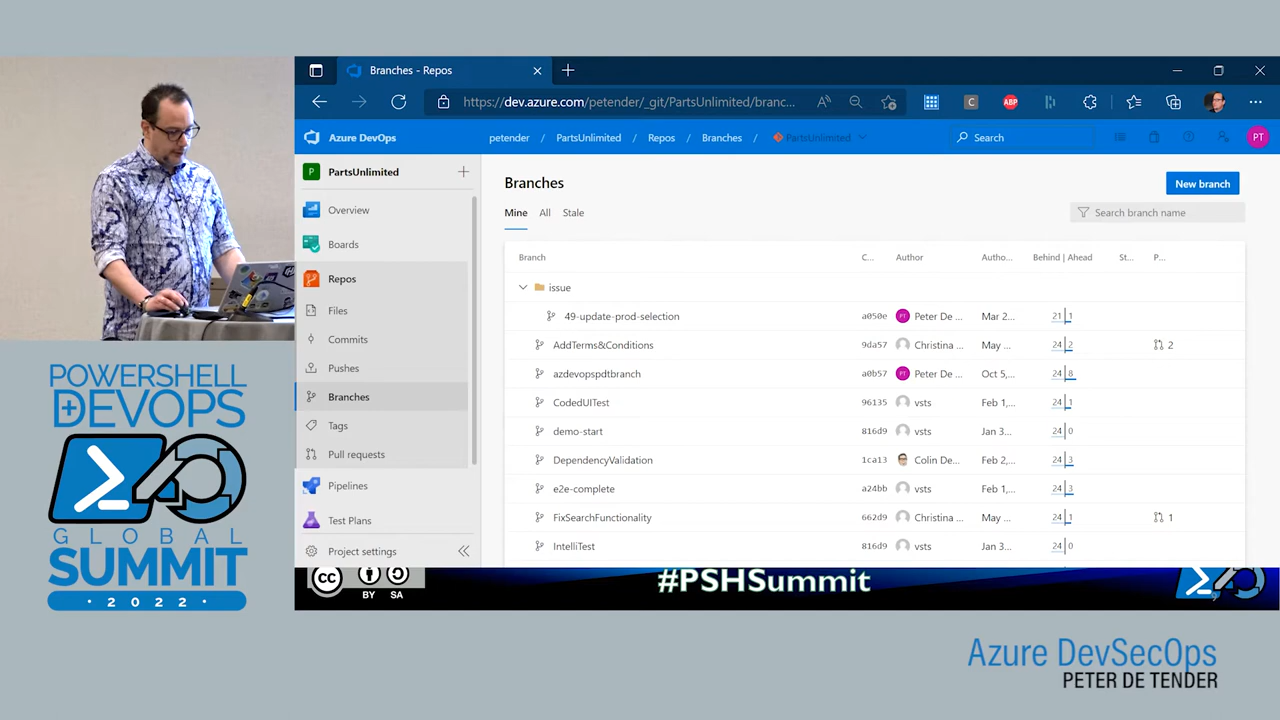 Branches - Repos
https://dev.azure.com/petender/_git/PartsUnlimited/branc...
A
C
ABP
Azure DevOps
petender / PartsUnlimited / Repos / Branches / PartsUnlimited
Search
PT
P PartsUnlimited
Overview
Boards
Repos
Files
Commits
Pushes
Branches
Tags
Pull requests
Pipelines
Test Plans
Project settings
Branches
New branch
Mine All Stale
Search branch name
Branch C... Author Autho... Behind | Ahead St... P...
issue
49-update-prod-selection a050e PT Peter De ... Mar 2... 21 1
AddTerms&Conditions 9da57 Christina ... May ... 24 2 2
azdevopspdtbranch a0b57 PT Peter De ... Oct 5,... 24 8
CodedUITest 96135 vsts Feb 1,... 24 1
demo-start 816d9 vsts Jan 3... 24 0
DependencyValidation 1ca13 Colin De... Feb 2,... 24 3
e2e-complete a24bb vsts Feb 1,... 24 3
FixSearchFunctionality 662d9 Christina ... May ... 24 1 1
IntelliTest 816d9 vsts Jan 3... 24 0
POWERSHELL
+DEVOPS
GLOBAL
SUMMIT
· 2022 ·
CC BY SA
#PSHSummit
Azure DevSecOps
PETER DE TENDER